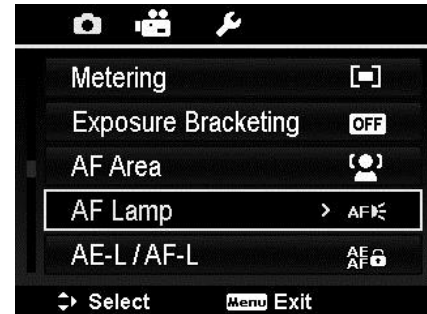 Metering
Exposure Bracketing OFF
AF Area
AF Lamp > AF
AE-L / AF-L AE AF
Select Menu Exit